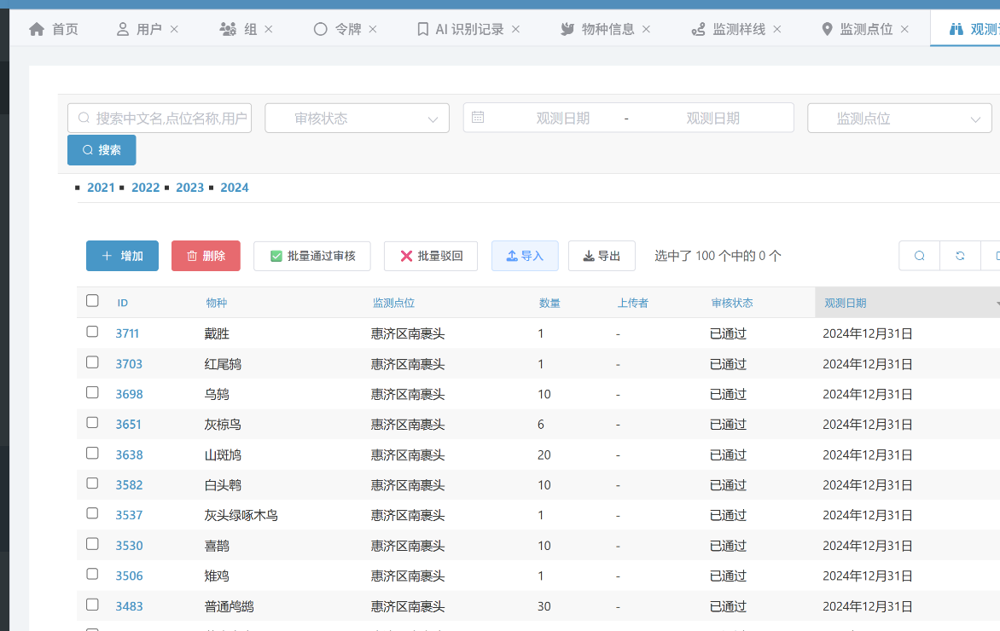 首页 用户 组 令牌 AI 识别记录 物种信息 监测样线 监测点位 观测
搜索中文名,点位名称,用户 审核状态 观测日期 - 观测日期 监测点位
搜索
2021 2022 2023 2024
增加 删除 批量通过审核 批量驳回 导入 导出 选中了 100 个中的 0 个
ID 物种 监测点位 数量 上传者 审核状态 观测日期
3711 戴胜 惠济区南裹头 1 - 已通过 2024年12月31日
3703 红尾鸫 惠济区南裹头 1 - 已通过 2024年12月31日
3698 乌鸫 惠济区南裹头 10 - 已通过 2024年12月31日
3651 灰椋鸟 惠济区南裹头 6 - 已通过 2024年12月31日
3638 山斑鸠 惠济区南裹头 20 - 已通过 2024年12月31日
3582 白头鹎 惠济区南裹头 10 - 已通过 2024年12月31日
3537 灰头绿啄木鸟 惠济区南裹头 1 - 已通过 2024年12月31日
3530 喜鹊 惠济区南裹头 10 - 已通过 2024年12月31日
3506 雉鸡 惠济区南裹头 1 - 已通过 2024年12月31日
3483 普通鸬鹚 惠济区南裹头 30 - 已通过 2024年12月31日